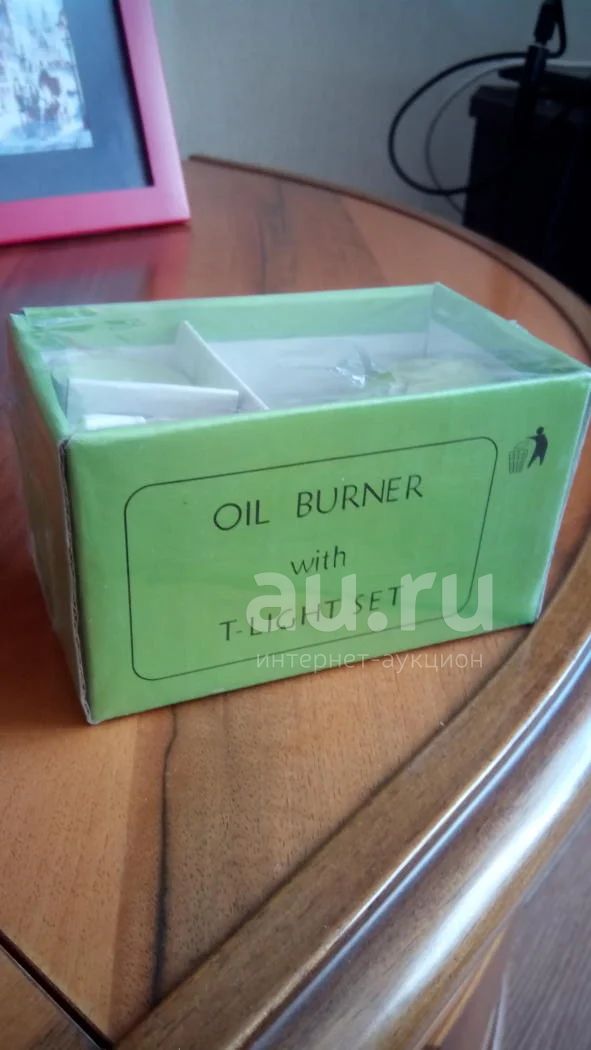 OIL BURNER
with
T-LIGHT SET
au.ru
интернет-аукцион